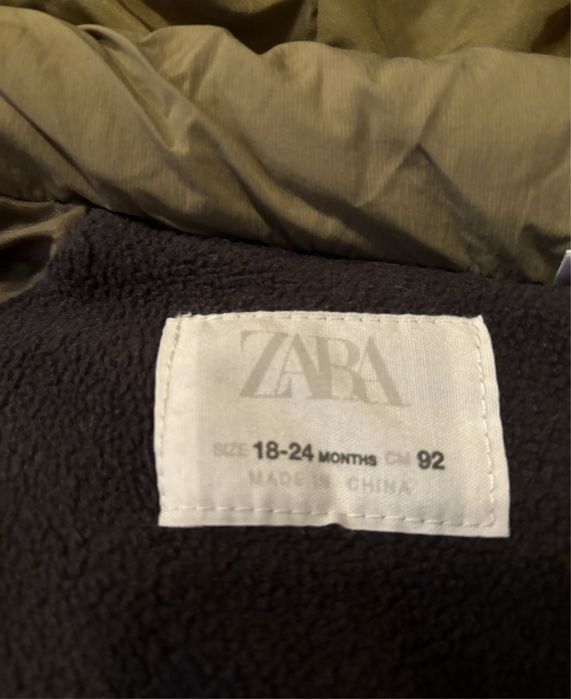 ZARA
SIZE 18-24 MONTHS CM 92
MADE IN CHINA